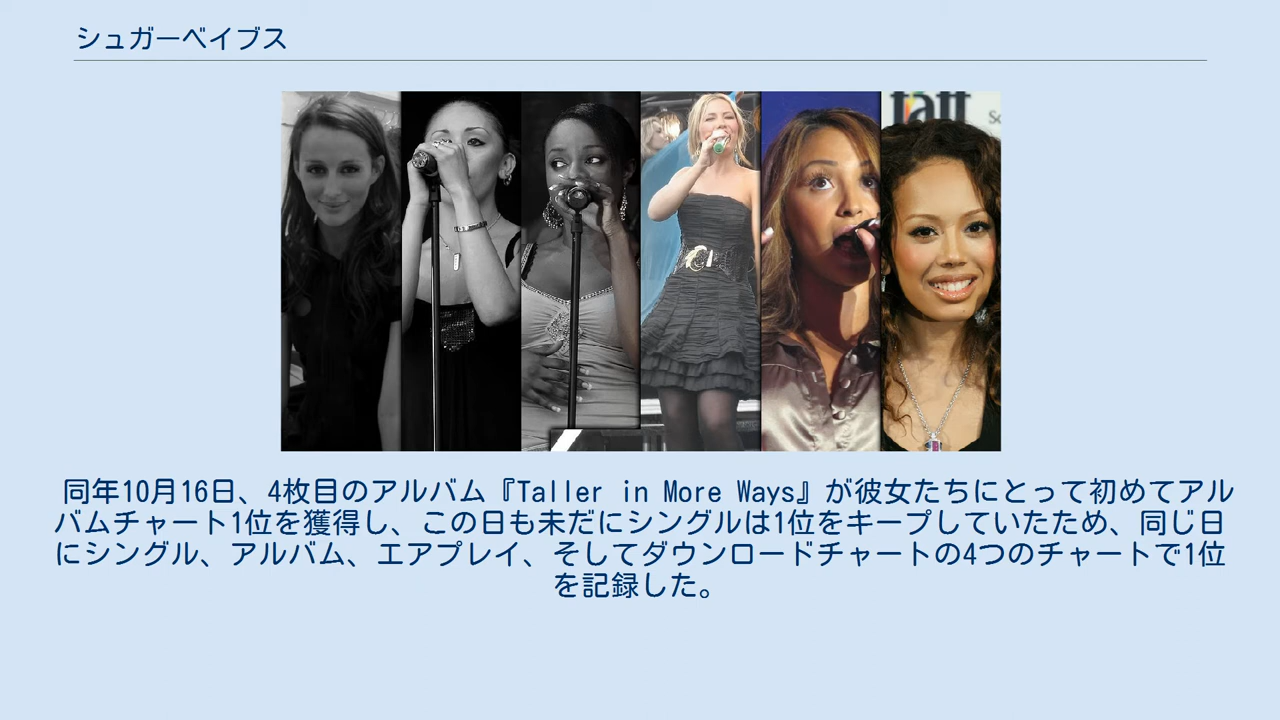 シュガーベイブス
tatt
Sc
同年10月16日、4枚目のアルバム『Taller in More Ways』が彼女たちにとって初めてアル
バムチャート1位を獲得し、この日も未だにシングルは1位をキープしていたため、同じ日
にシングル、アルバム、エアプレイ、そしてダウンロードチャートの4つのチャートで1位
を記録した。